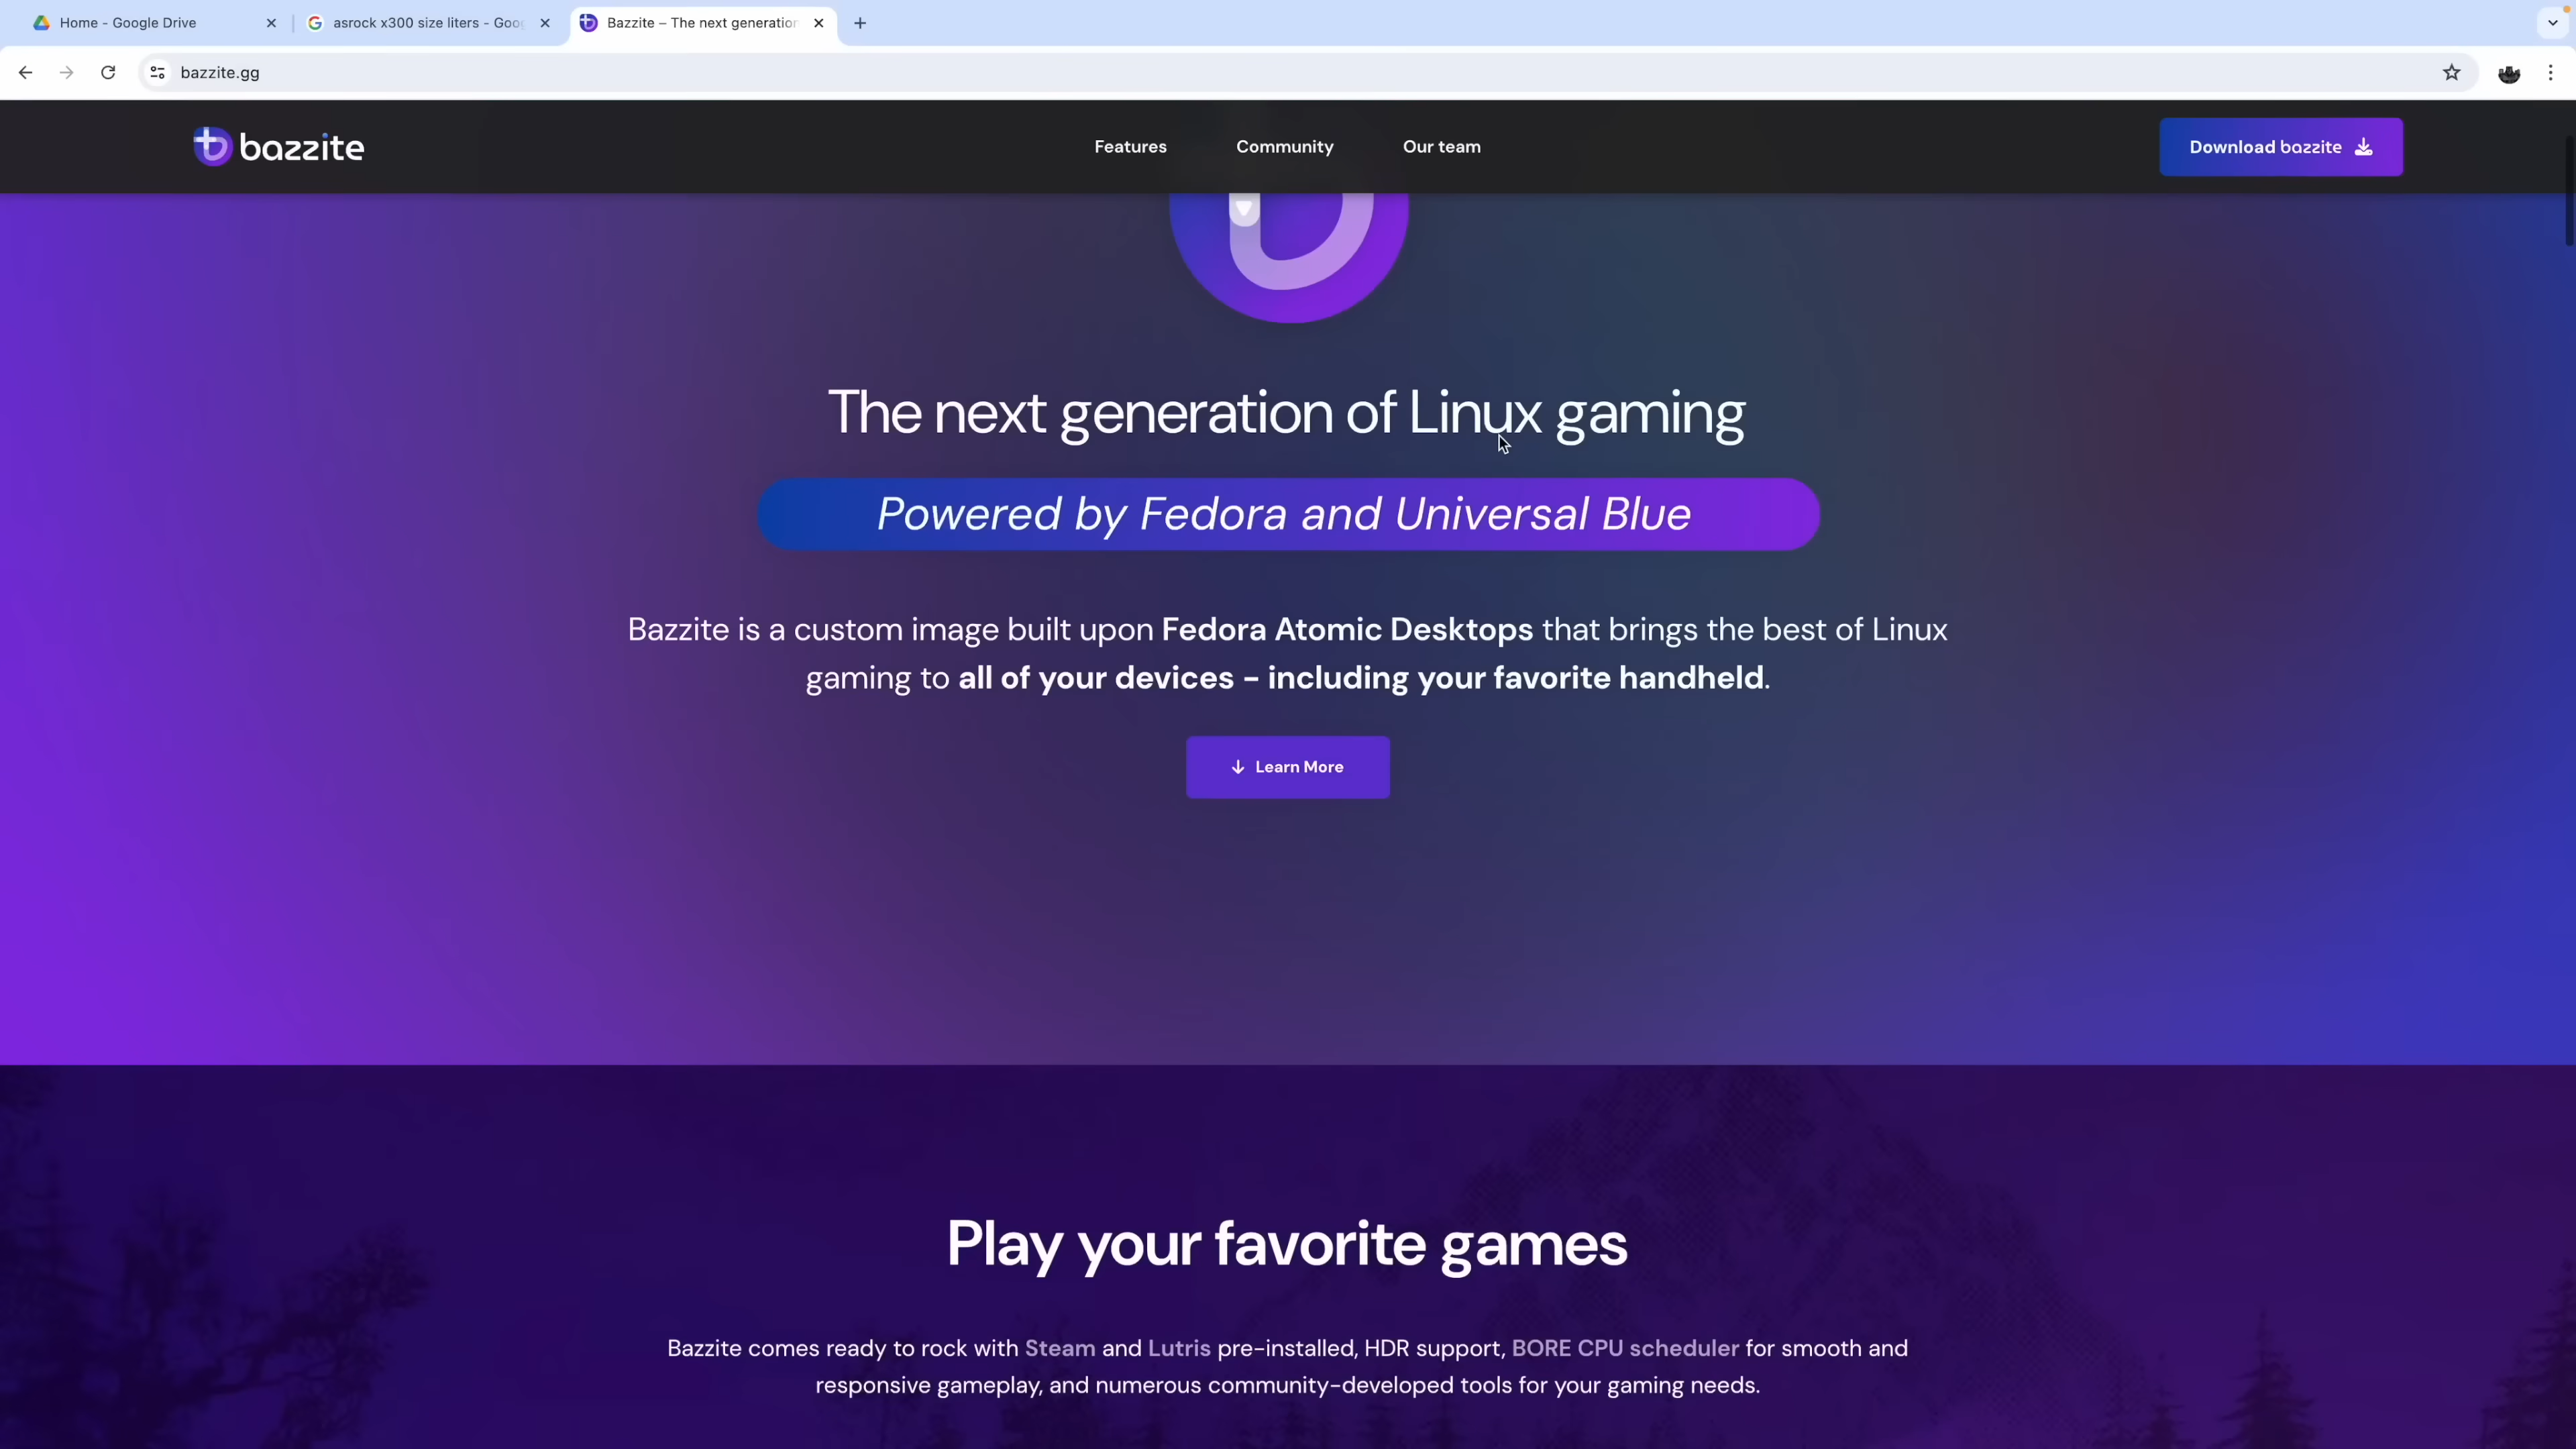 Home - Google Drive
asrock x300 size liters - Goo
Bazzite – The next generation
bazzite.gg
bazzite
Features
Community
Our team
Download bazzite
The next generation of Linux gaming
Powered by Fedora and Universal Blue
Bazzite is a custom image built upon Fedora Atomic Desktops that brings the best of Linux
gaming to all of your devices – including your favorite handheld.
Learn More
Play your favorite games
Bazzite comes ready to rock with Steam and Lutris pre-installed, HDR support, BORE CPU scheduler for smooth and
responsive gameplay, and numerous community-developed tools for your gaming needs.